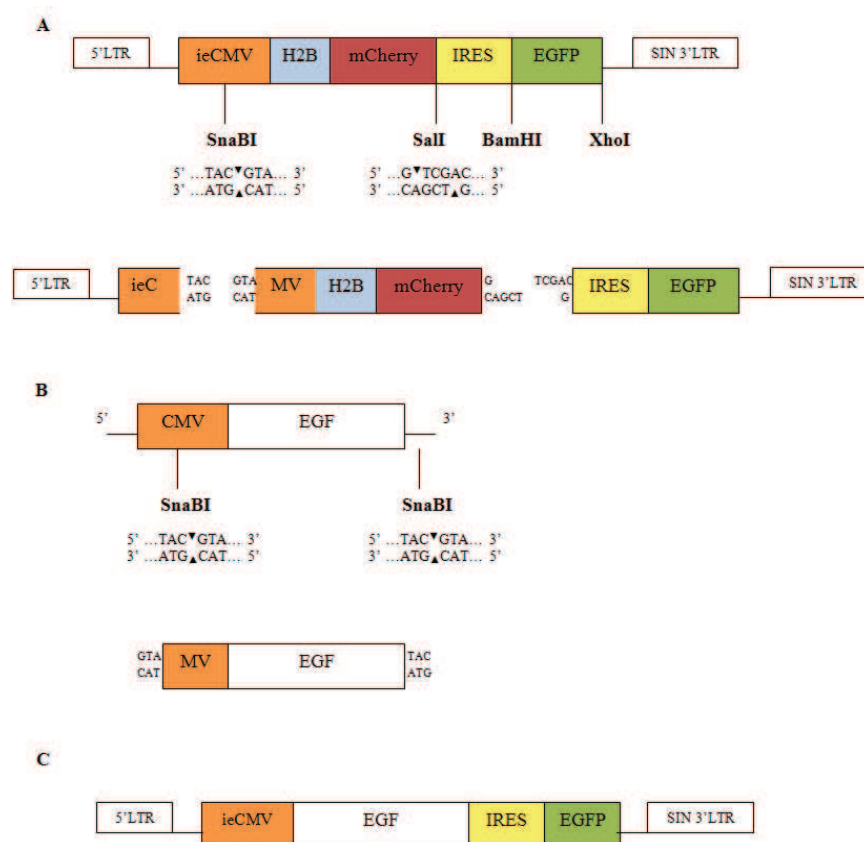 A
5'LTR ieCMV H2B mCherry IRES EGFP SIN 3'LTR
SnaBI SalI BamHI XhoI
5' ...TAC▼GTA... 3' 5' ...G▼TCGAC... 3'
3' ...ATG▲CAT... 5' 3' ...CAGCT▲G... 5'
5'LTR ieC TAC GTA MV H2B mCherry G TCGAC IRES EGFP SIN 3'LTR
ATG CAT CAGCT G
B
5' CMV EGF 3'
SnaBI SnaBI
5' ...TAC▼GTA... 3' 5' ...TAC▼GTA... 3'
3' ...ATG▲CAT... 5' 3' ...ATG▲CAT... 5'
GTA MV EGF TAC
CAT ATG
C
5'LTR ieCMV EGF IRES EGFP SIN 3'LTR